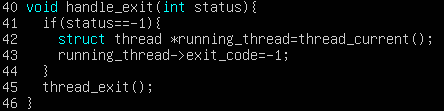 40 void handle_exit(int status){
41   if(status==-1){
42     struct thread *running_thread=thread_current();
43     running_thread->exit_code=-1;
44   }
45   thread_exit();
46 }